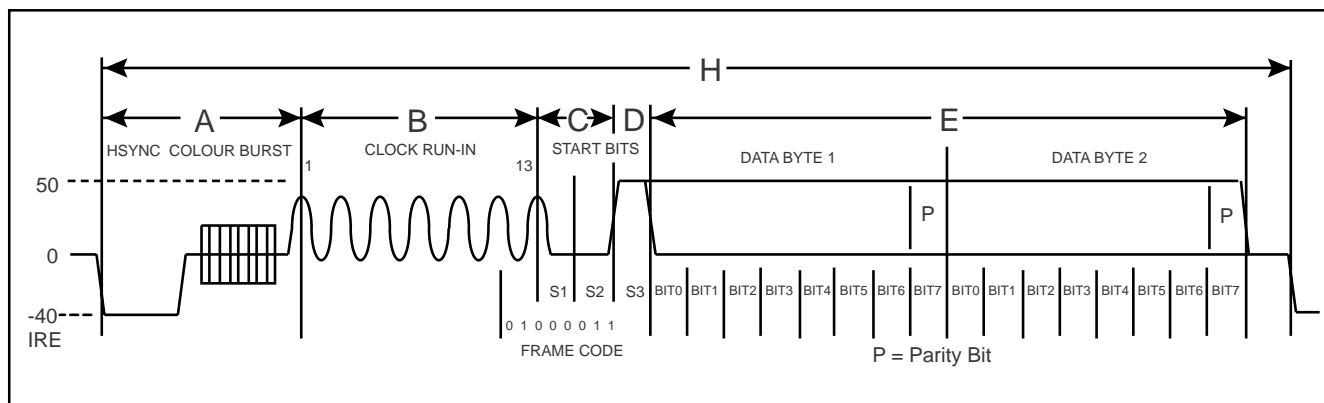 H
A B C D E
HSYNC COLOUR BURST CLOCK RUN-IN START BITS DATA BYTE 1 DATA BYTE 2
1 13
50
P P
0
S1 S2 S3 BIT0 BIT1 BIT2 BIT3 BIT4 BIT5 BIT6 BIT7 BIT0 BIT1 BIT2 BIT3 BIT4 BIT5 BIT6 BIT7
-40
0 1 0 0 0 0 1 1
IRE
FRAME CODE
P = Parity Bit